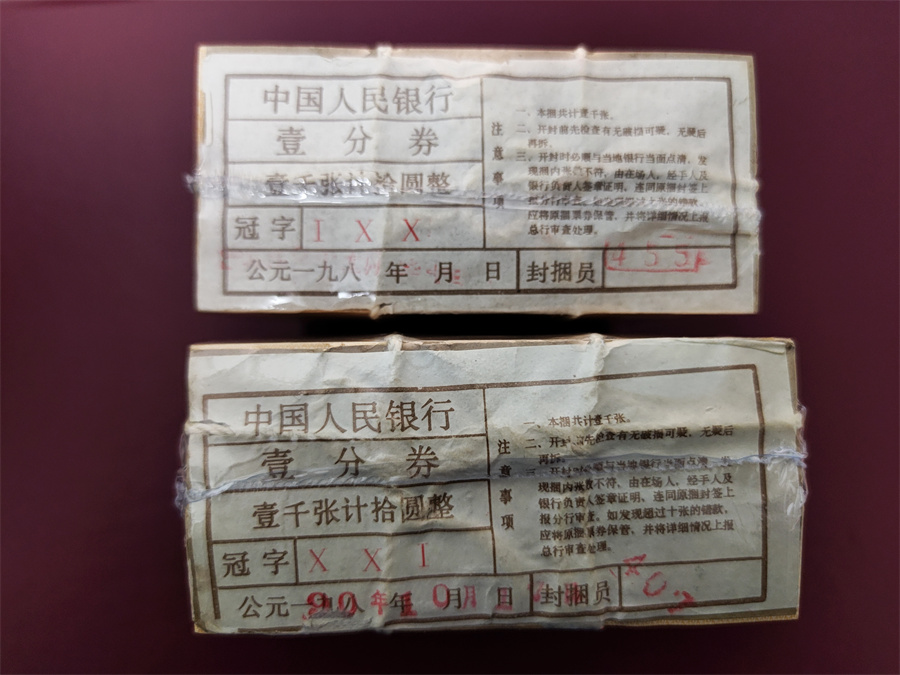 中国人民银行
壹分券
壹千张计拾圆整
冠字 I X X
公元一九八 年 月 日
封捆员
注意事项
一、本捆共计壹千张。
二、开封前先检查有无破损可疑，无疑后
再拆。
三、开封时必须与当地银行当面点清，发
现捆内张数不符，由在场人，经手人及
银行负责人签章证明，连同原捆封签上
报分行审查，如发现超过十张的错款，
应将原捆票券保管，并将详细情况上报
总行审查处理。
中国人民银行
壹分券
壹千张计拾圆整
冠字 X X I
公元一九八 90年 年 月 日
封捆员
注意事项
一、本捆共计壹千张。
二、开封前先检查有无破损可疑，无疑后
再拆。
三、开封时必须与当地银行当面点清，发
现捆内张数不符，由在场人，经手人及
银行负责人签章证明，连同原捆封签上
报分行审查，如发现超过十张的错款，
应将原捆票券保管，并将详细情况上报
总行审查处理。